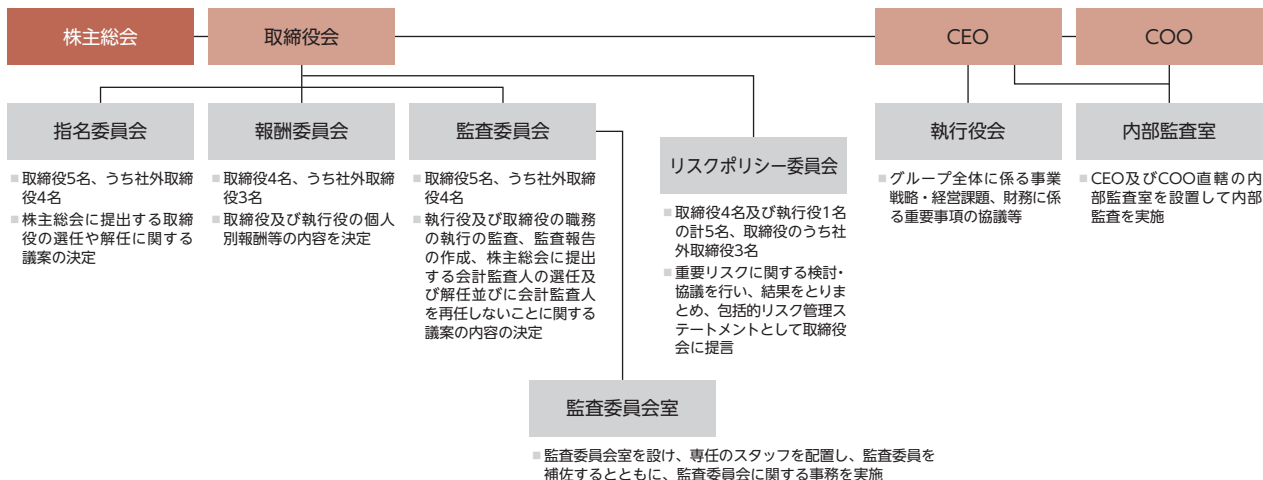 株主総会
取締役会
CEO
COO
指名委員会
■取締役5名、うち社外取締
役4名
■株主総会に提出する取締
役の選任や解任に関する
議案の決定
報酬委員会
■取締役4名、うち社外取締
役3名
■取締役及び執行役の個人
別報酬等の内容を決定
監査委員会
■取締役5名、うち社外取締
役4名
■執行役及び取締役の職務
の執行の監査、監査報告
の作成、株主総会に提出
する会計監査人の選任及
び解任並びに会計監査人
を再任しないことに関する
議案の内容の決定
リスクポリシー委員会
■取締役4名及び執行役1名
の計5名、取締役のうち社
外取締役3名
■重要リスクに関する検討・
協議を行い、結果をとりま
とめ、包括的リスク管理ス
テートメントとして取締役
会に提言
執行役会
■グループ全体に係る事業
戦略・経営課題、財務に係
る重要事項の協議等
内部監査室
■CEO及びCOO直轄の内
部監査室を設置して内部
監査を実施
監査委員会室
■監査委員会室を設け、専任のスタッフを配置し、監査委員を
補佐するとともに、監査委員会に関する事務を実施